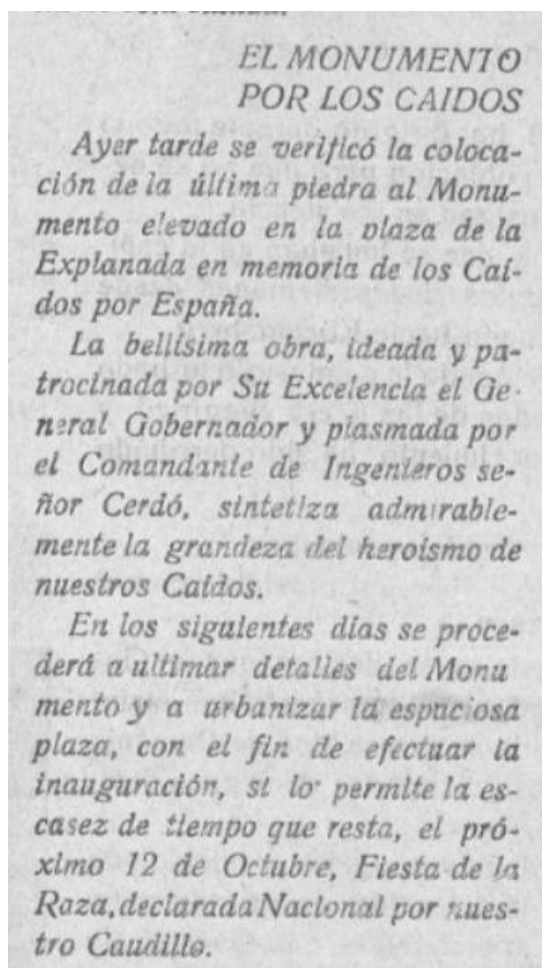 EL MONUMENTO
POR LOS CAIDOS
Ayer tarde se verificó la coloca-
ción de la última piedra al Monu-
mento elevado en la plaza de la
Explanada en memoria de los Caí-
dos por España.
La bellísima obra, ideada y pa-
trocinada por Su Excelencia el Ge-
neral Gobernador y plasmada por
el Comandante de Ingenieros se-
ñor Cerdó, sintetiza admirable-
mente la grandeza del heroismo de
nuestros Caídos.
En los siguientes días se proce-
derá a ultimar detalles del Monu
mento y a urbanizar la espaciosa
plaza, con el fin de efectuar la
inauguración, si lo permite la es-
casez de tiempo que resta, el pró-
ximo 12 de Octubre, Fiesta de la
Raza, declarada Nacional por nues-
tro Caudillo.